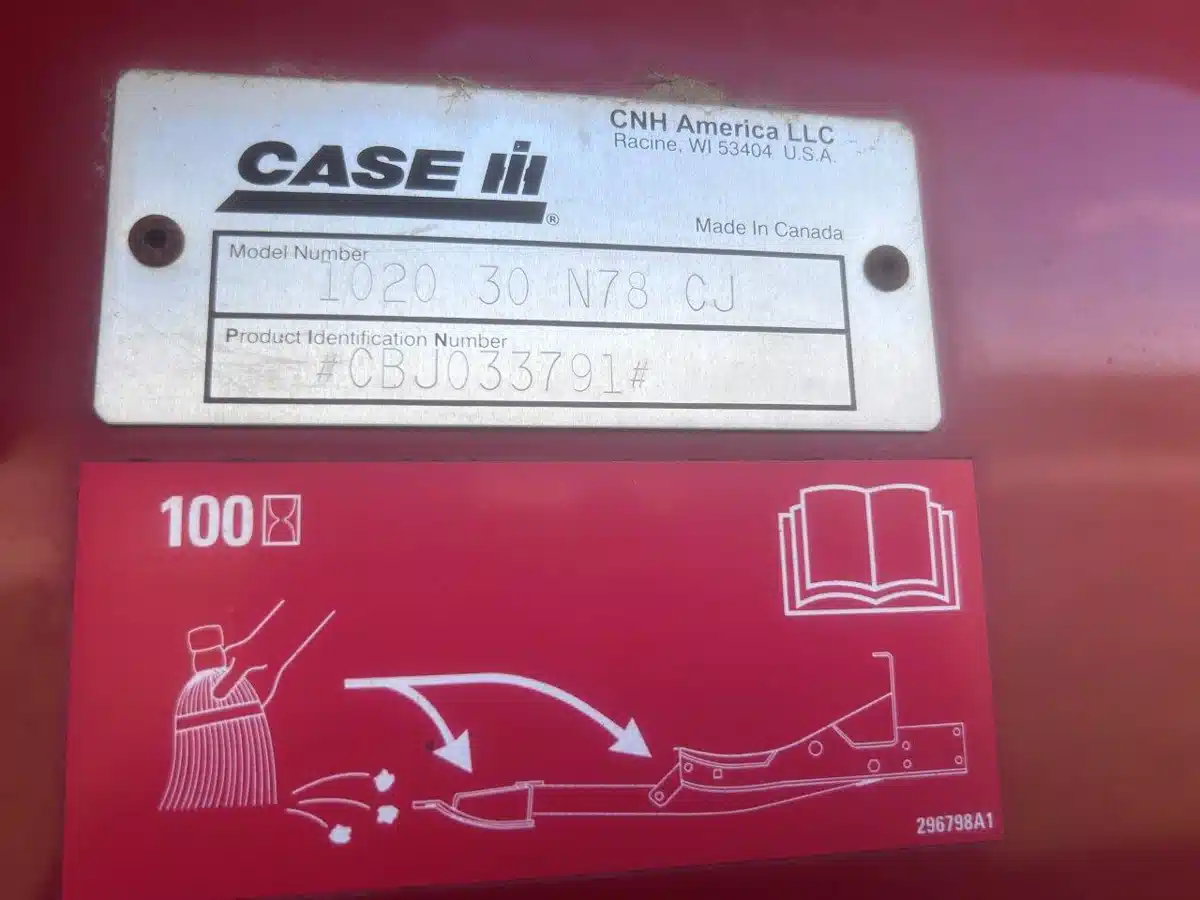 CNH America LLC
Racine, WI 53404 U.S.A.
CASE IH®
Made In Canada
Model Number
1020 30 N78 CJ
Product Identification Number
#CBJ033791#
100
296798A1